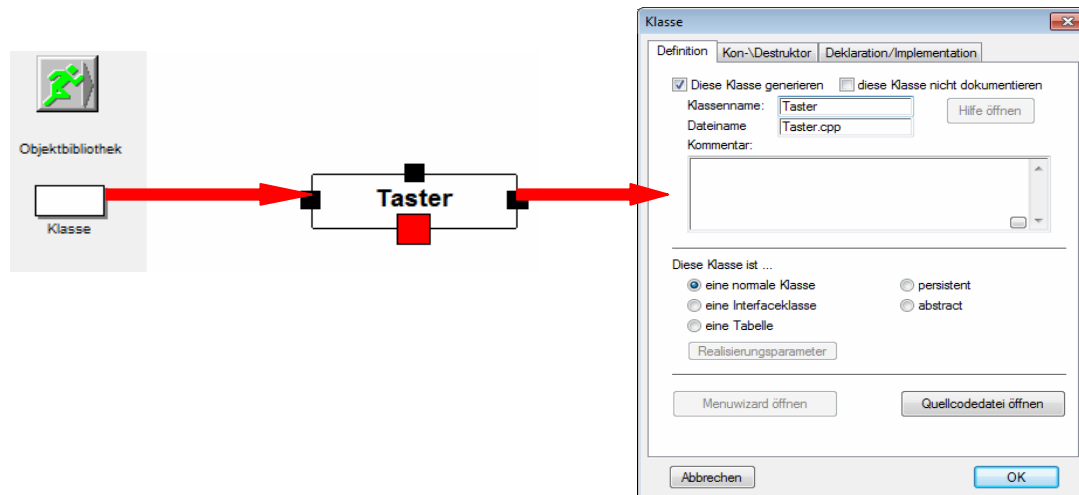 Objektbibliothek
Klasse
Taster
Klasse
Definition Kon-\Destruktor Deklaration/Implementation
Diese Klasse generieren diese Klasse nicht dokumentieren
Klassenname: Taster Hilfe öffnen
Dateiname Taster.cpp
Kommentar:
Diese Klasse ist ...
eine normale Klasse persistent
eine Interfaceklasse abstract
eine Tabelle
Realisierungsparameter
Menuwizard öffnen Quellcodedatei öffnen
Abbrechen OK